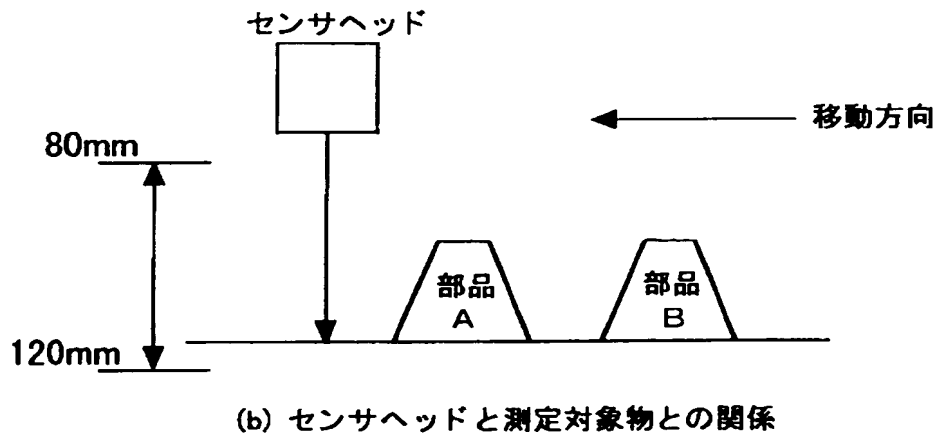 センサヘッド
移動方向
80mm
部品
A
部品
B
120mm
(b) センサヘッドと測定対象物との関係